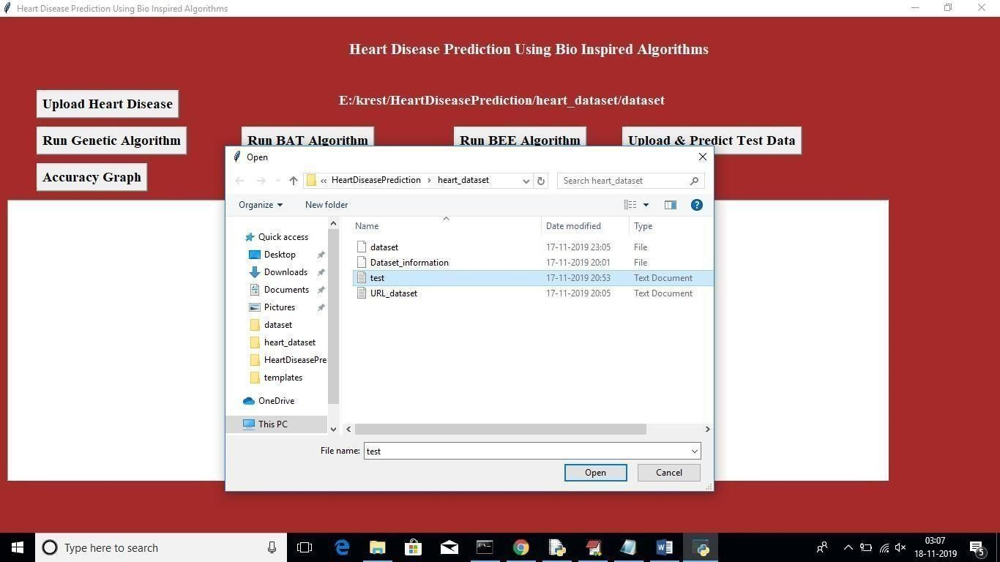 Heart Disease Prediction Using Bio Inspired Algorithms
Heart Disease Prediction Using Bio Inspired Algorithms
Upload Heart Disease
E:/krest/HeartDiseasePrediction/heart_dataset/dataset
Run Genetic Algorithm
Run BAT Algorithm
Run BEE Algorithm
Upload & Predict Test Data
Accuracy Graph
Open
« HeartDiseasePrediction › heart_dataset
Search heart_dataset
Organize
New folder
Name Date modified Type
dataset 17-11-2019 23:05 File
Dataset_information 17-11-2019 20:01 File
test 17-11-2019 20:53 Text Document
URL_dataset 17-11-2019 20:05 Text Document
Quick access
Desktop
Downloads
Documents
Pictures
dataset
heart_dataset
HeartDiseasePre
templates
OneDrive
This PC
File name: test
Open
Cancel
Type here to search
03:07
18-11-2019
5